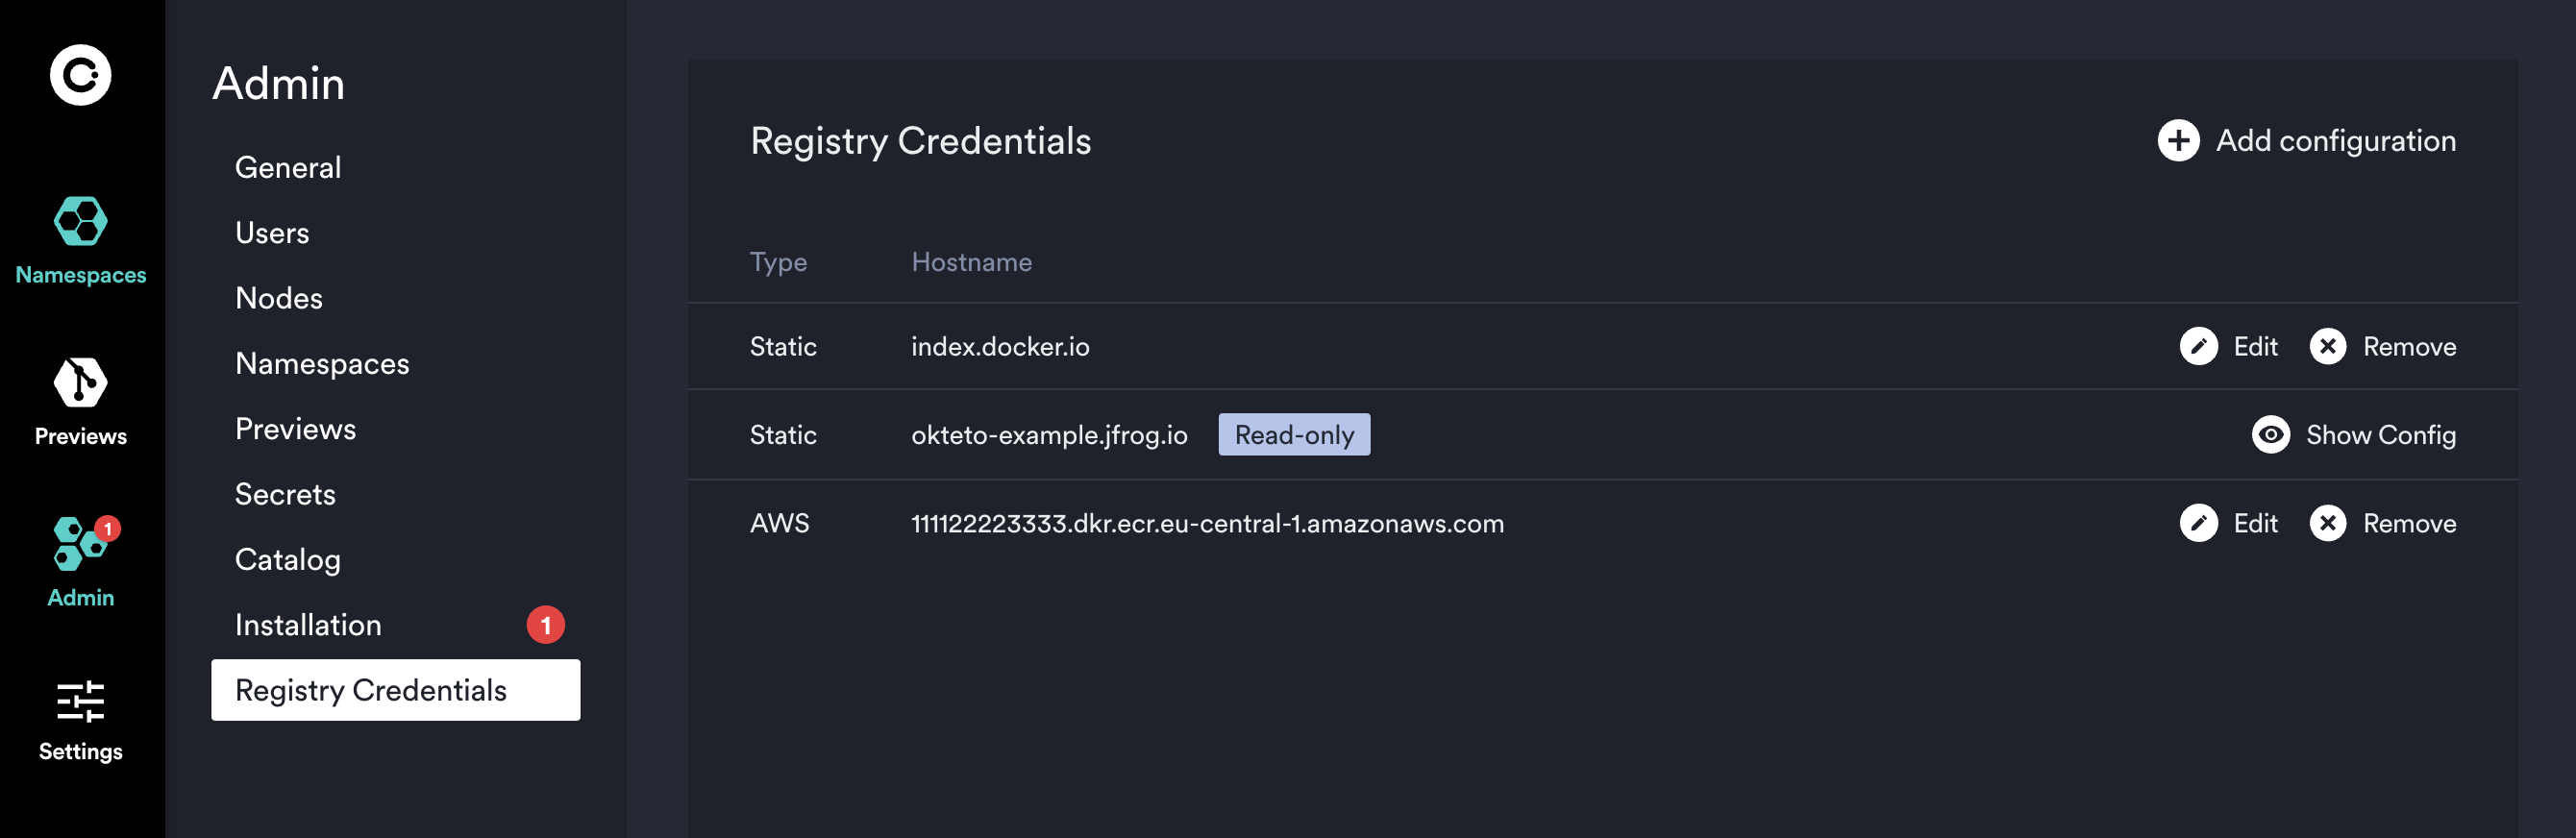 Namespaces
Previews
1
Admin
Settings
Admin
General
Users
Nodes
Namespaces
Previews
Secrets
Catalog
Installation 1
Registry Credentials
Registry Credentials
Add configuration
Type Hostname
Static index.docker.io Edit Remove
Static okteto-example.jfrog.io Read-only Show Config
AWS 111122223333.dkr.ecr.eu-central-1.amazonaws.com Edit Remove